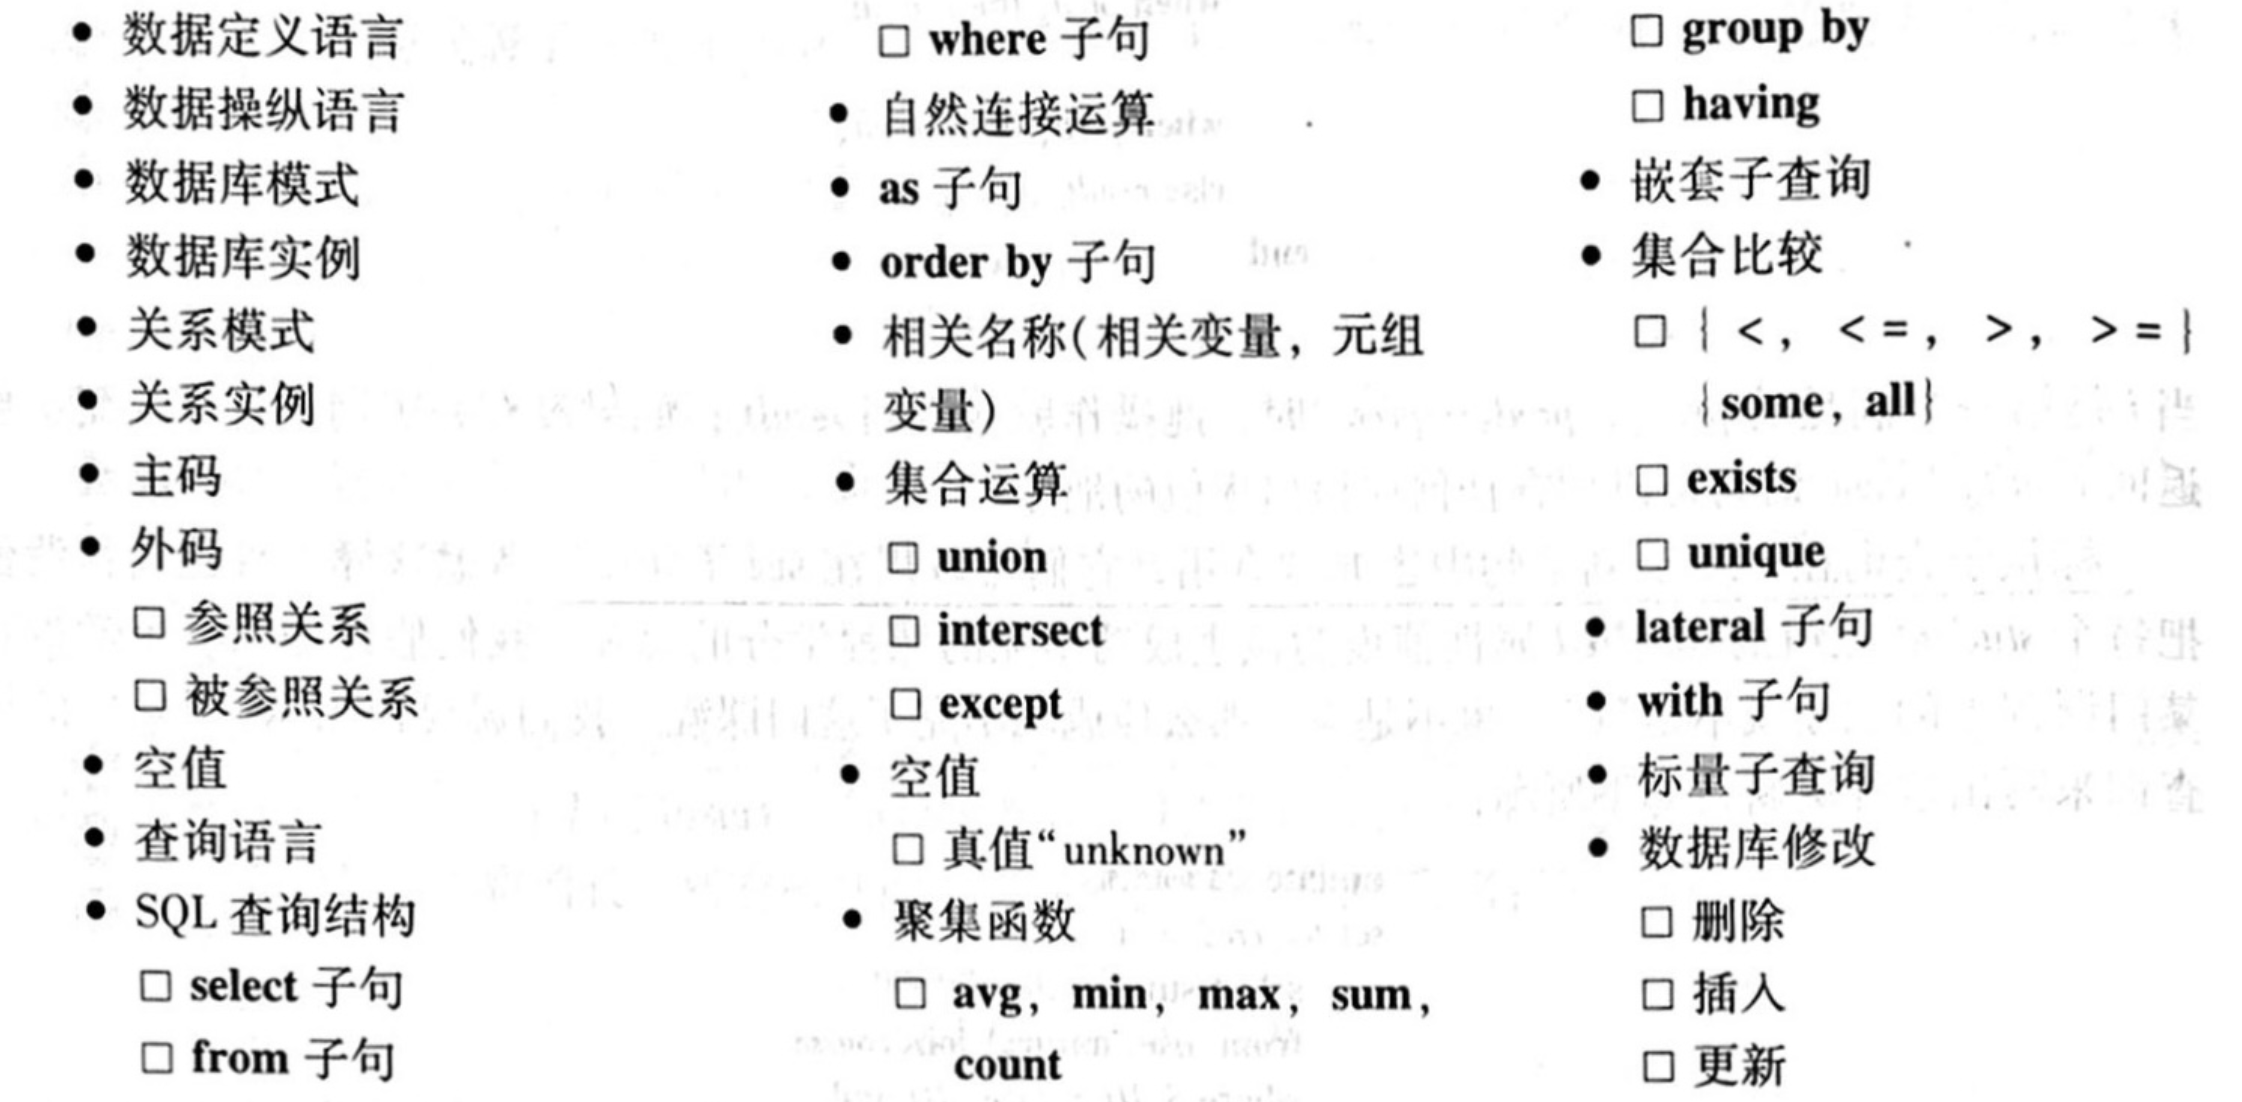 • 数据定义语言
• 数据操纵语言
• 数据库模式
• 数据库实例
• 关系模式
• 关系实例
• 主码
• 外码
□ 参照关系
□ 被参照关系
• 空值
• 查询语言
• SQL 查询结构
□ select 子句
□ from 子句
□ where 子句
• 自然连接运算
• as 子句
• order by 子句
• 相关名称(相关变量, 元组
变量)
• 集合运算
□ union
□ intersect
□ except
• 空值
□ 真值“unknown”
• 聚集函数
□ avg, min, max, sum,
count
□ group by
□ having
• 嵌套子查询
• 集合比较
□ { <, <=, >, >= }
{some, all}
□ exists
□ unique
• lateral 子句
• with 子句
• 标量子查询
• 数据库修改
□ 删除
□ 插入
□ 更新